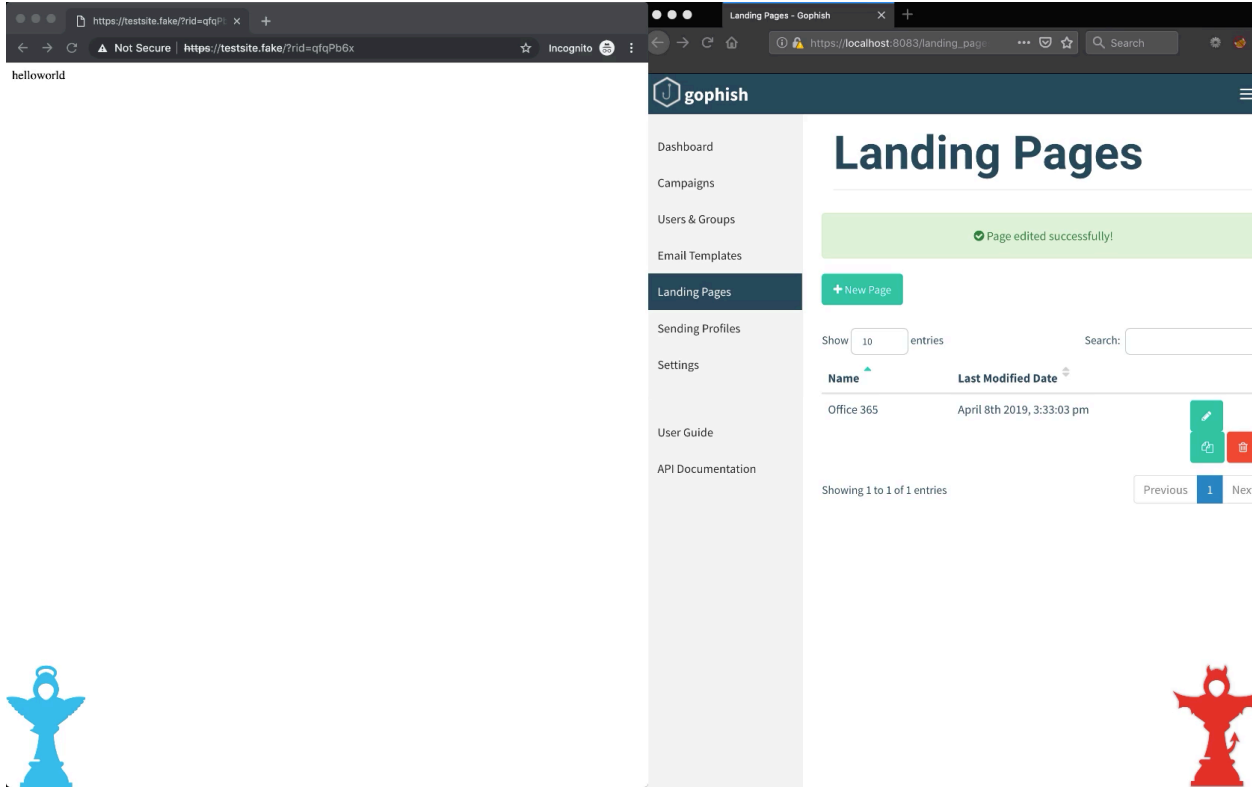 https://testsite.fake/?rid=qfqPb
Not Secure https://testsite.fake/?rid=qfqPb6x Incognito
helloworld
Landing Pages - Gophish
https://localhost:8083/landing_page Search
gophish
Dashboard
Campaigns
Users & Groups
Email Templates
Landing Pages
Sending Profiles
Settings
User Guide
API Documentation
Landing Pages
Page edited successfully!
New Page
Show 10 entries Search:
Name Last Modified Date
Office 365 April 8th 2019, 3:33:03 pm
Showing 1 to 1 of 1 entries
Previous 1 Nex